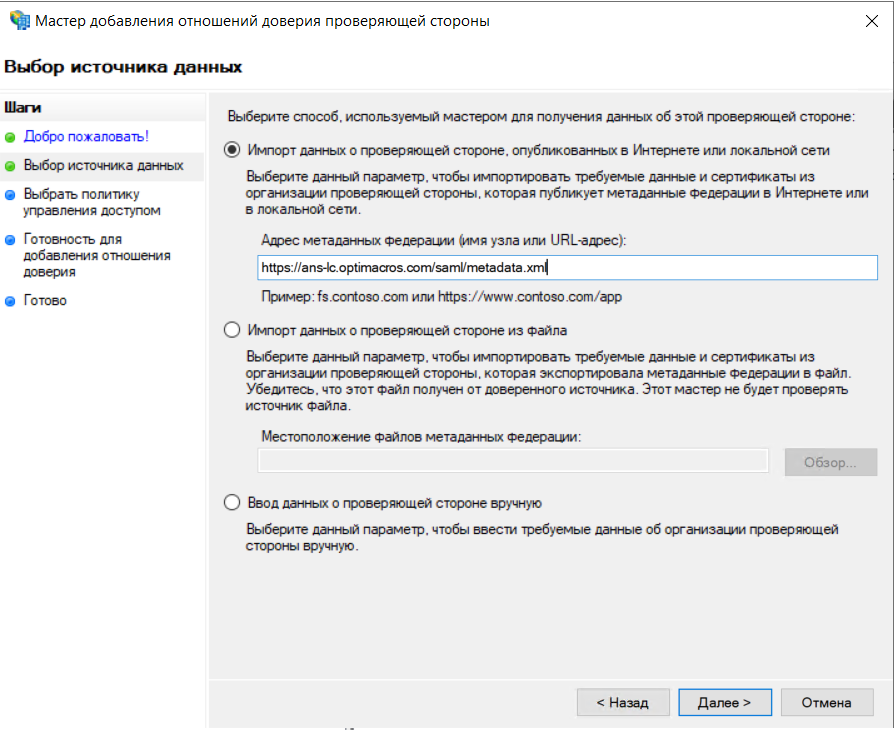 Мастер добавления отношений доверия проверяющей стороны
Выбор источника данных
Шаги
Добро пожаловать!
Выбор источника данных
Выбрать политику
управления доступом
Готовность для
добавления отношения
доверия
Готово
Выберите способ, используемый мастером для получения данных об этой проверяющей стороне:
Импорт данных о проверяющей стороне, опубликованных в Интернете или локальной сети
Выберите данный параметр, чтобы импортировать требуемые данные и сертификаты из
организации проверяющей стороны, которая публикует метаданные Федерации в Интернете или
в локальной сети.
Адрес метаданных федерации (имя узла или URL-адрес):
https://ans-lc.optimacros.com/saml/metadata.xml
Пример: fs.contoso.com или https://www.contoso.com/app
Импорт данных о проверяющей стороне из файла
Выберите данный параметр, чтобы импортировать требуемые данные и сертификаты из
организации проверяющей стороны, которая экспортировала метаданные Федерации в файл.
Убедитесь, что этот файл получен от доверенного источника. Этот мастер не будет проверять
источник файла.
Местоположение файлов метаданных федерации:
Обзор...
Ввод данных о проверяющей стороне вручную
Выберите данный параметр, чтобы ввести требуемые данные об организации проверяющей
стороны вручную.
< Назад
Далее >
Отмена